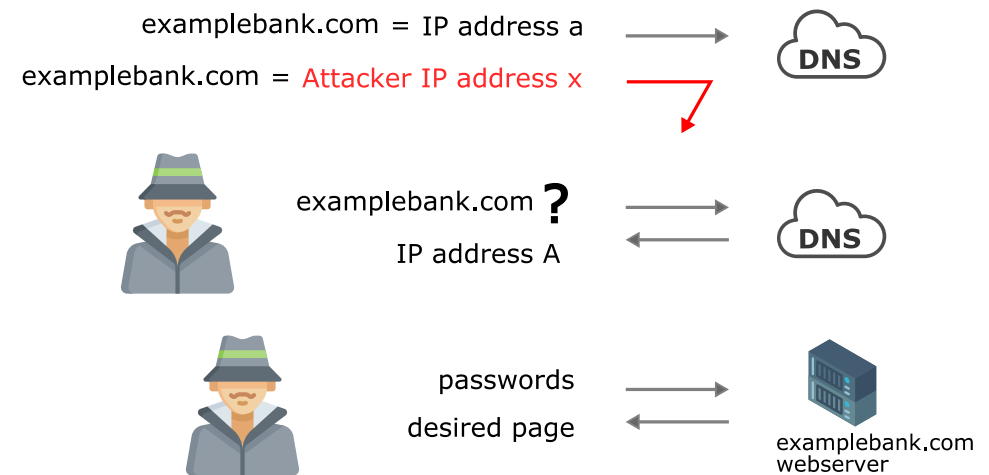 examplebank.com = IP address a
DNS
examplebank.com = Attacker IP address x
examplebank.com ?
IP address A
DNS
passwords
desired page
examplebank.com
webserver